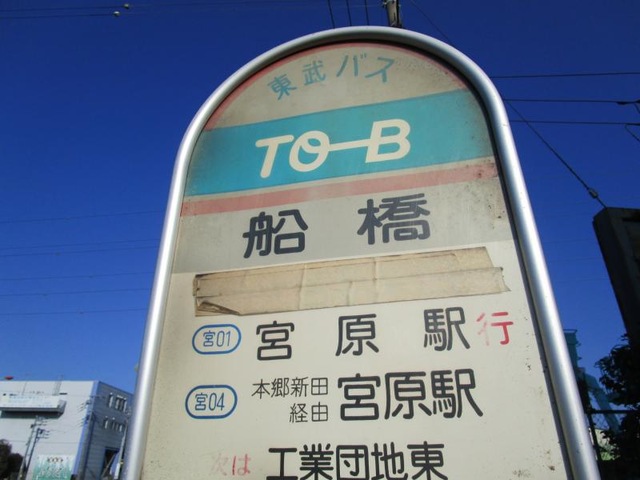 東武バス
TO-B
船橋
宮01 宮原駅行
宮04 本郷新田経由 宮原駅
次は 工業団地東